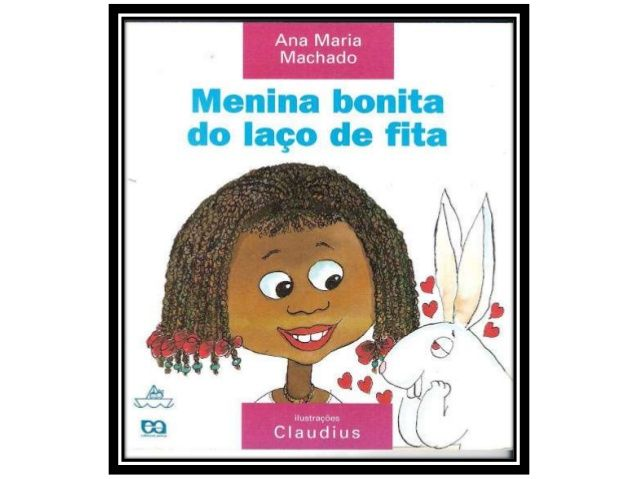 Ana Maria
Machado
Menina bonita
do laço de fita
ilustrações
Claudius